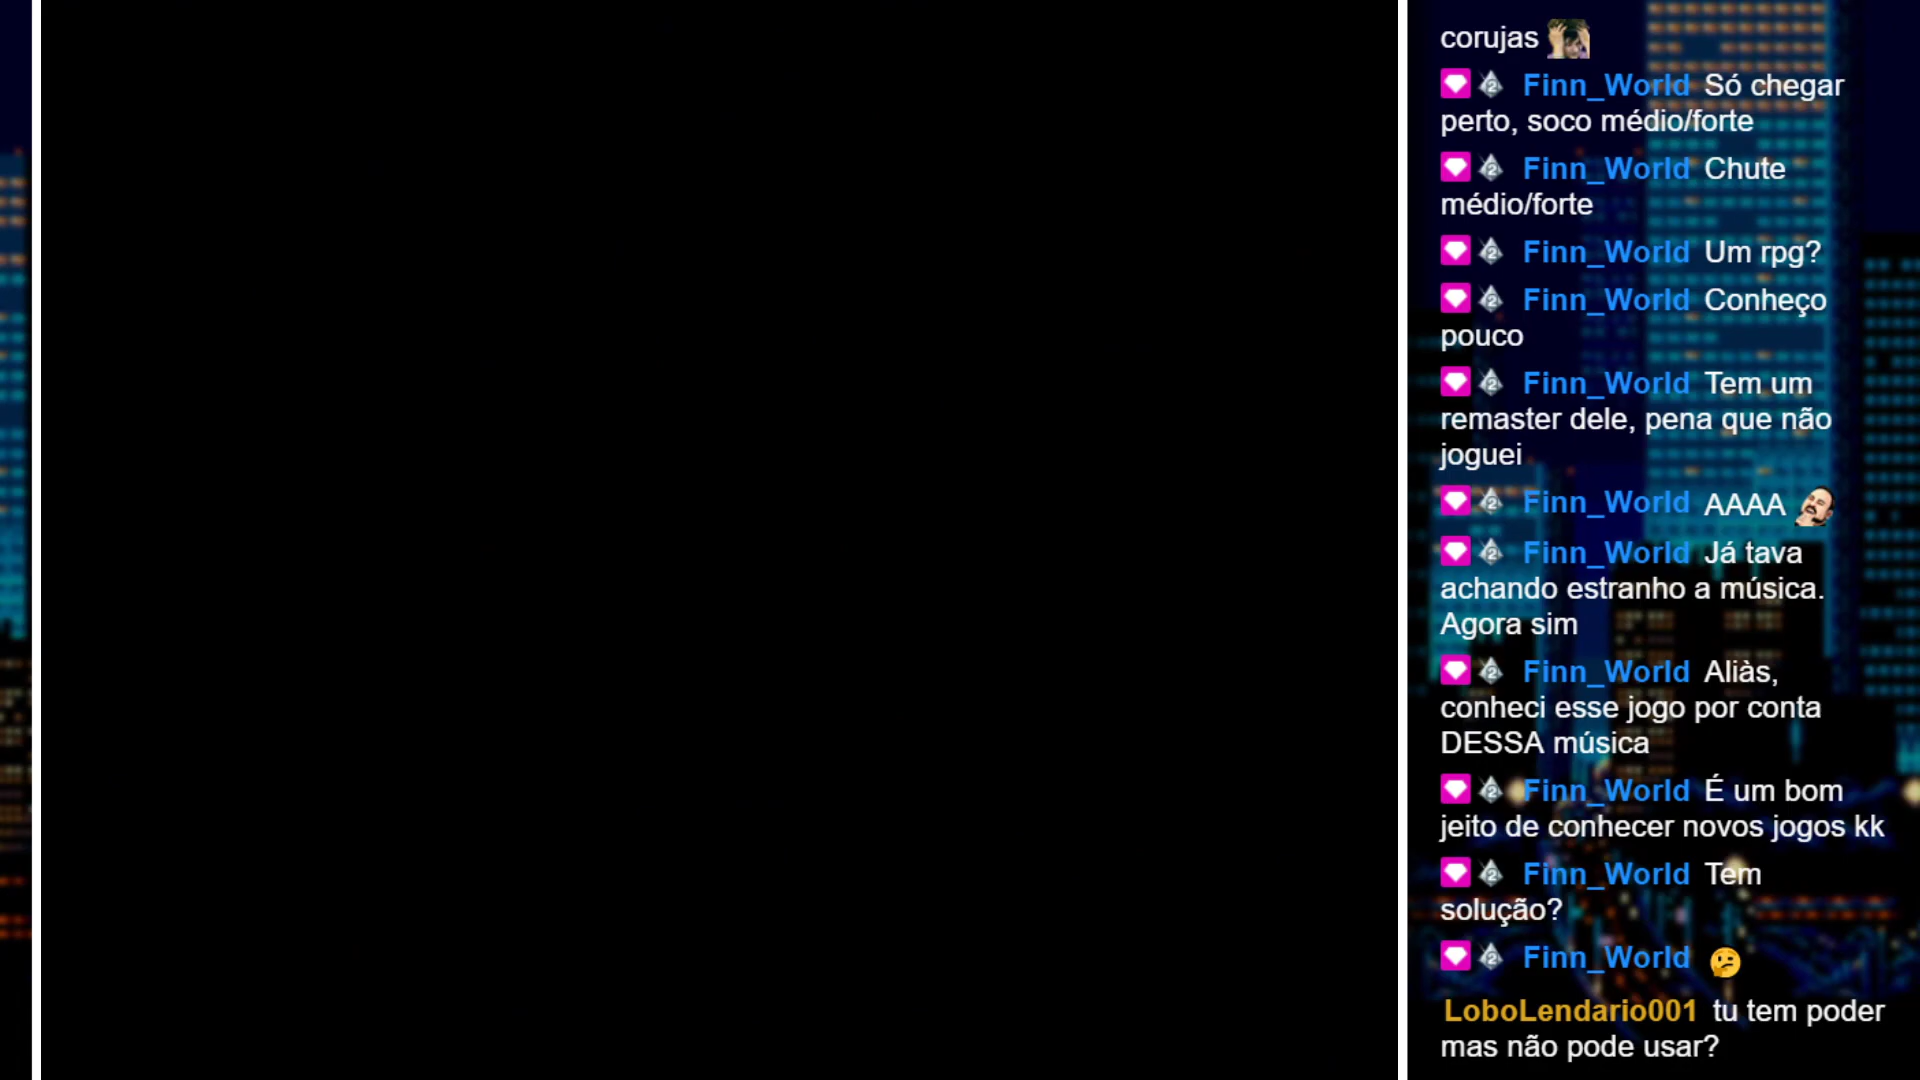 corujas
Finn_World Só chegar
perto, soco médio/forte
Finn_World Chute
médio/forte
Finn_World Um rpg?
Finn_World Conheço
pouco
Finn_World Tem um
remaster dele, pena que não
joguei
Finn_World AAAA
Finn_World Já tava
achando estranho a música.
Agora sim
Finn_World Aliàs,
conheci esse jogo por conta
DESSA música
Finn_World É um bom
jeito de conhecer novos jogos kk
Finn_World Tem
solução?
Finn_World 🤔
LoboLendario001 tu tem poder
mas não pode usar?